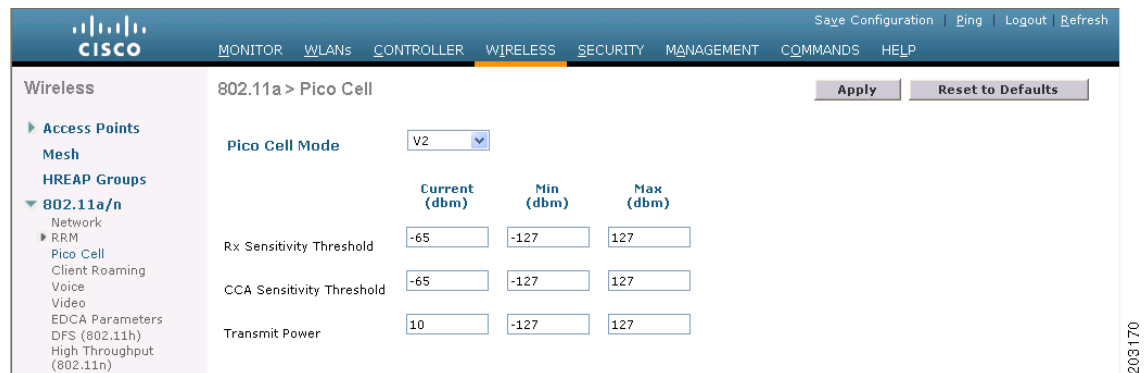 Save Configuration | Ping | Logout | Refresh
CISCO
MONITOR WLANs CONTROLLER WIRELESS SECURITY MANAGEMENT COMMANDS HELP
Wireless
802.11a > Pico Cell
Apply
Reset to Defaults
Access Points
Mesh
HREAP Groups
802.11a/n
Network
RRM
Pico Cell
Client Roaming
Voice
Video
EDCA Parameters
DFS (802.11h)
High Throughput
(802.11n)
Pico Cell Mode V2
Current (dbm) Min (dbm) Max (dbm)
Rx Sensitivity Threshold -65 -127 127
CCA Sensitivity Threshold -65 -127 127
Transmit Power 10 -127 127
203170